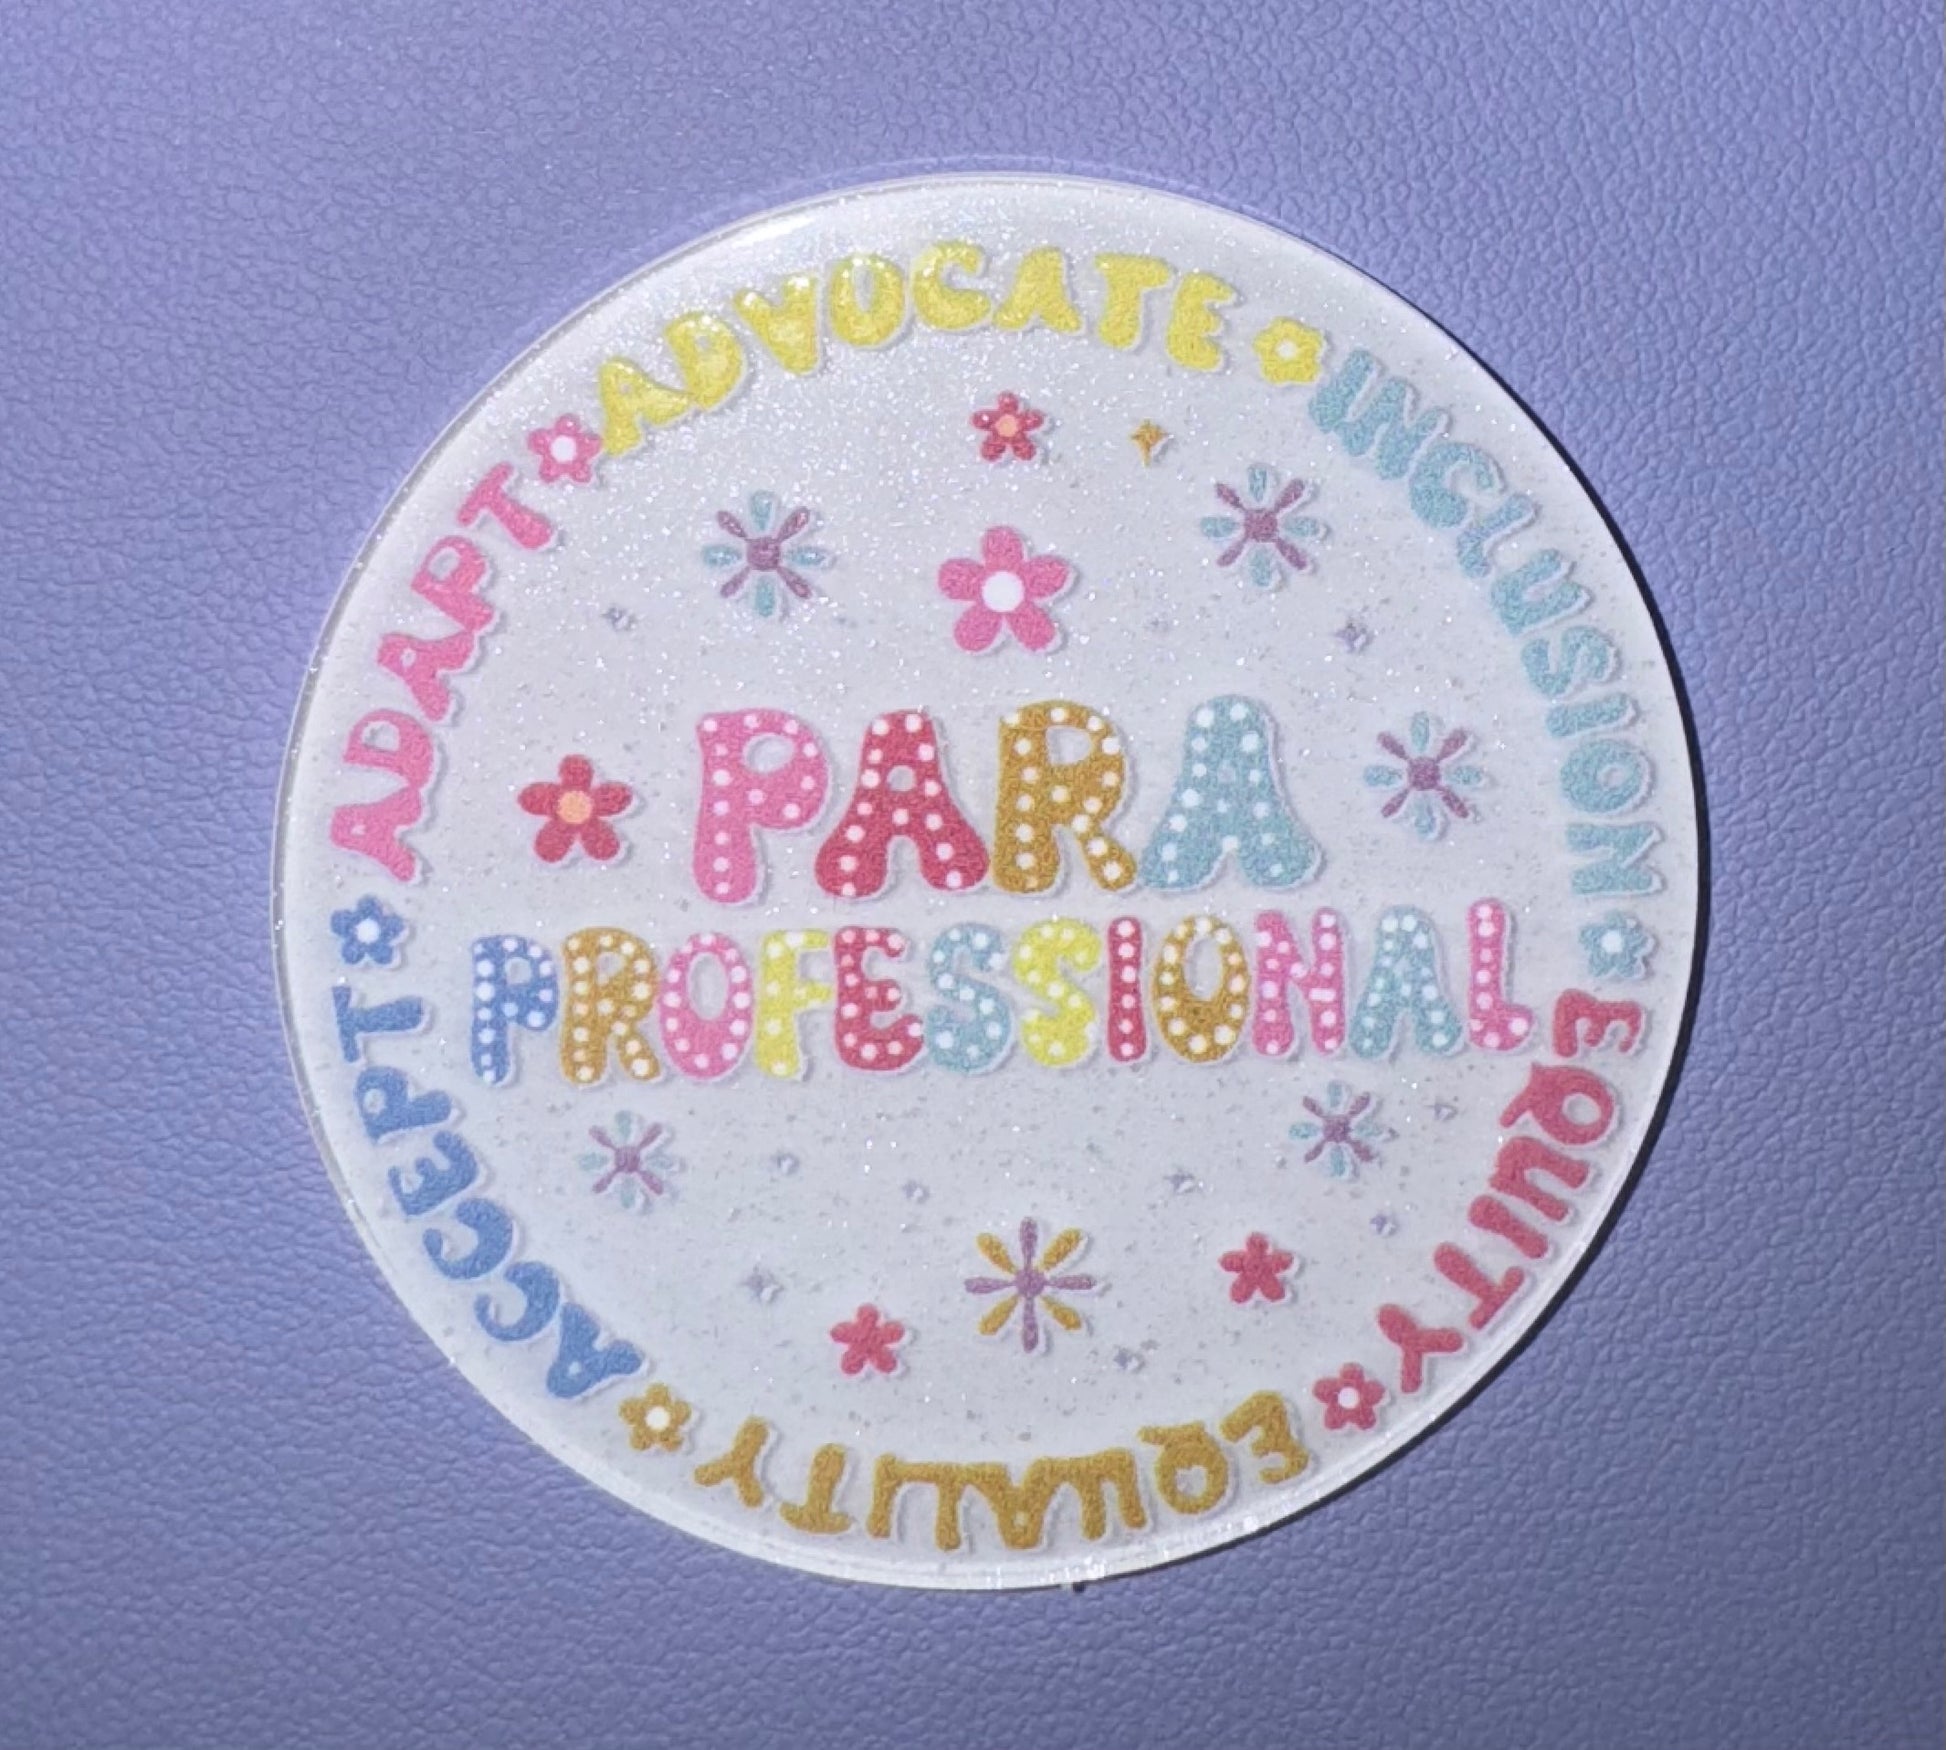 ADAPT
ADVOCATE
INCLUSION
EQUITY
EQUALITY
ACCEPT
PARA
PROFESSIONAL